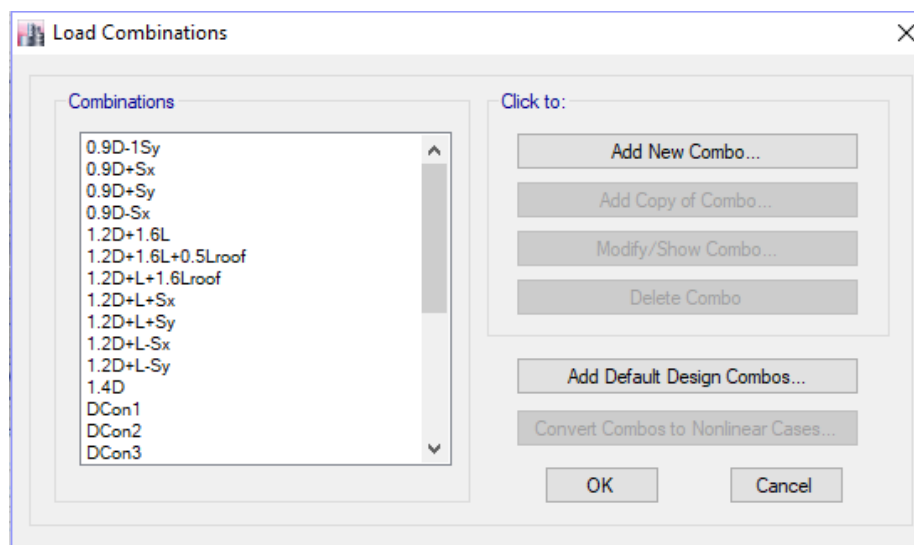 Load Combinations
Combinations
0.9D-1Sy
0.9D+Sx
0.9D+Sy
0.9D-Sx
1.2D+1.6L
1.2D+1.6L+0.5Lroof
1.2D+L+1.6Lroof
1.2D+L+Sx
1.2D+L+Sy
1.2D+L-Sx
1.2D+L-Sy
1.4D
DCon1
DCon2
DCon3
Click to:
Add New Combo...
Add Copy of Combo...
Modify/Show Combo...
Delete Combo
Add Default Design Combos...
Convert Combos to Nonlinear Cases...
OK
Cancel